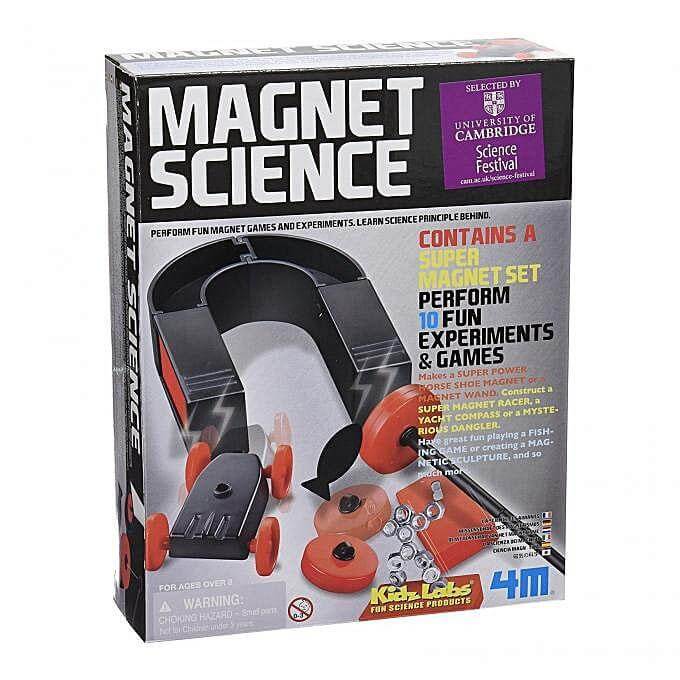 MAGNET SCIENCE
MAGNET SCIENCE
MAGNET
SCIENCE
SELECTED BY
UNIVERSITY OF
CAMBRIDGE
Science
Festival
cam.ac.uk/science-festival
PERFORM FUN MAGNET GAMES AND EXPERIMENTS. LEARN SCIENCE PRINCIPLE BEHIND.
CONTAINS A
SUPER
MAGNET SET
PERFORM
10 FUN
EXPERIMENTS
& GAMES
Makes a SUPER POWER
HORSE SHOE MAGNET or a
MAGNET WAND. Construct a
SUPER MAGNET RACER, a
YACHT COMPASS or a MYSTE-
RIOUS DANGLER.
Have great fun playing a FISH-
ING GAME or creating a MAG-
NETIC SCULPTURE, and so
much more.
FOR AGES OVER 8
WARNING:
CHOKING HAZARD - Small parts.
Not for Children under 3 years.
0-3
KidzLabs
FUN SCIENCE PRODUCTS
4M